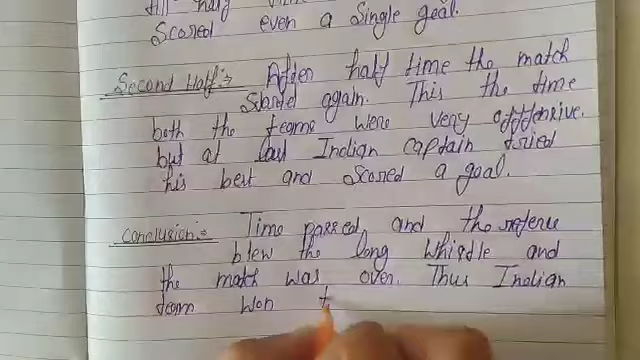 till half
Scored even a Single goal.
Second Half:- After half time the match
Started again. This the time
both the teams were very offensive.
but at last Indian captain tried
his best and scored a goal.
Conclusion:- Time passed, and the referee
blew the long whistle and
the match was over. Thus Indian
team won t